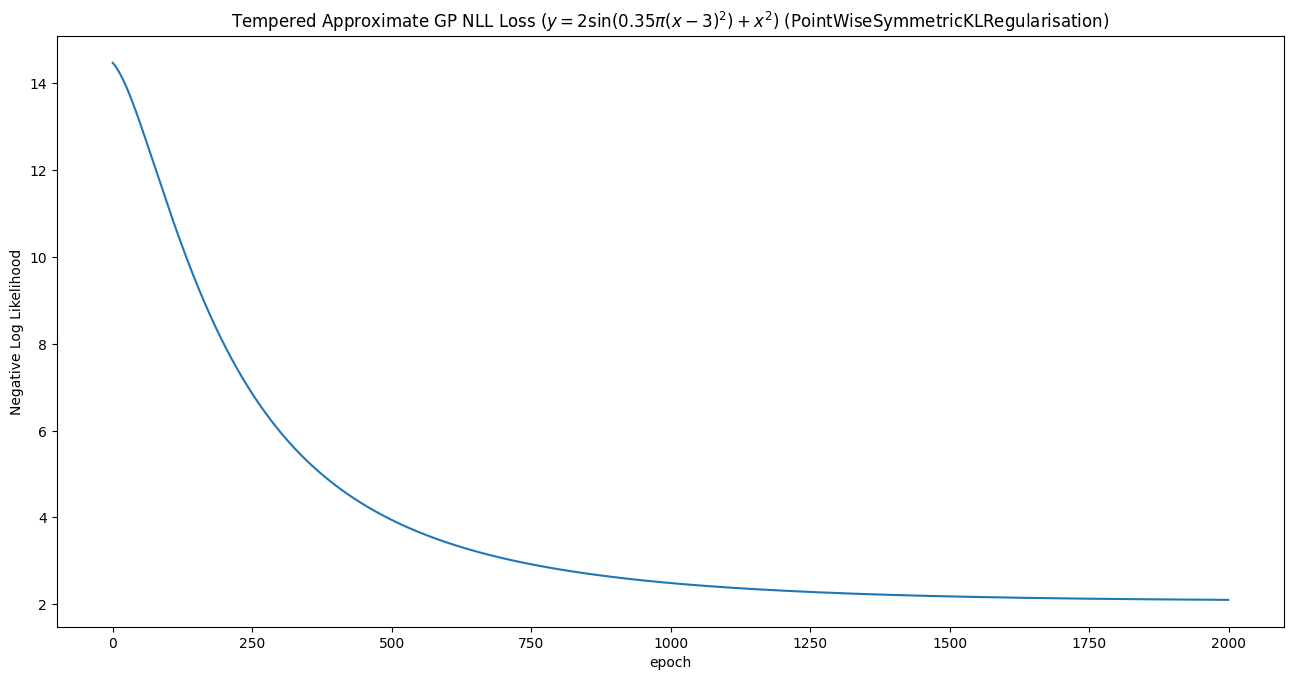 Tempered Approximate GP NLL Loss ($y = 2\sin(0.35\pi(x - 3)^2) + x^2$) (PointWiseSymmetricKLRegularisation)
Negative Log Likelihood
14
12
10
8
6
4
2
0 250 500 750 1000 1250 1500 1750 2000
epoch